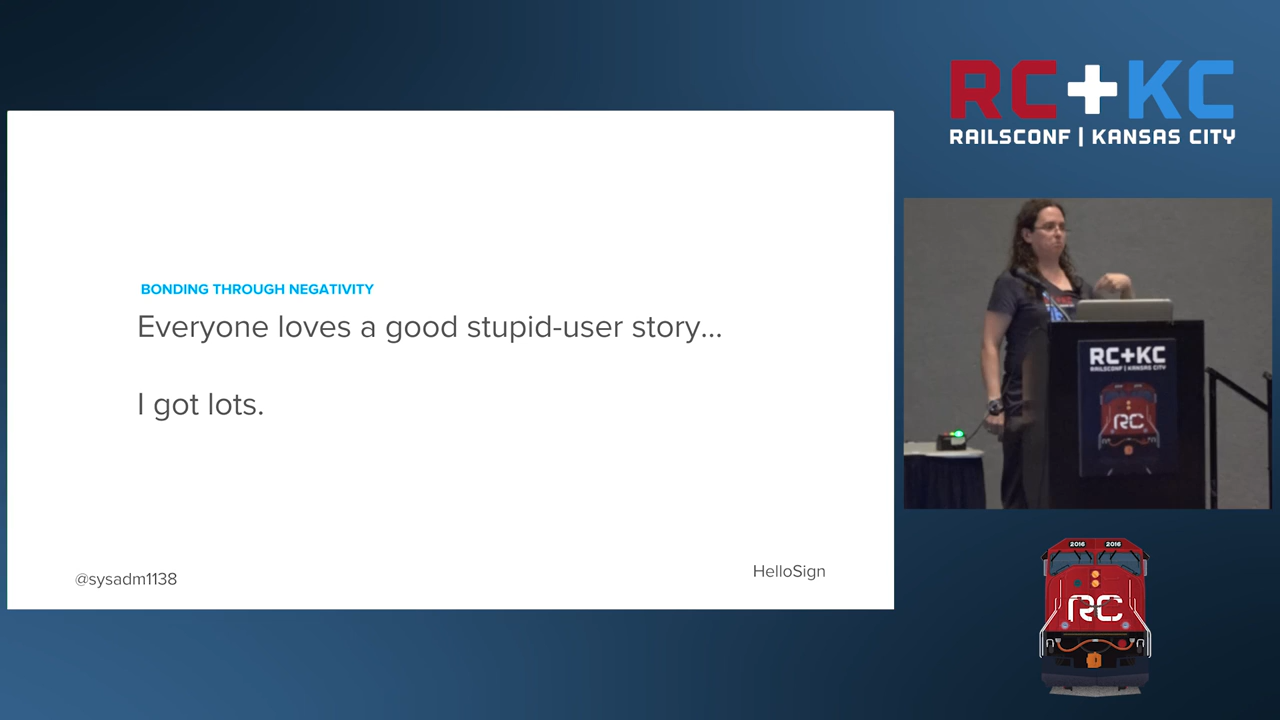 BONDING THROUGH NEGATIVITY
Everyone loves a good stupid-user story...
I got lots.
@sysadm1138
HelloSign
RC+KC
RAILSCONF | KANSAS CITY
RC+KC
RAILSCONF | KANSAS CITY
RC
2016 2016
RC